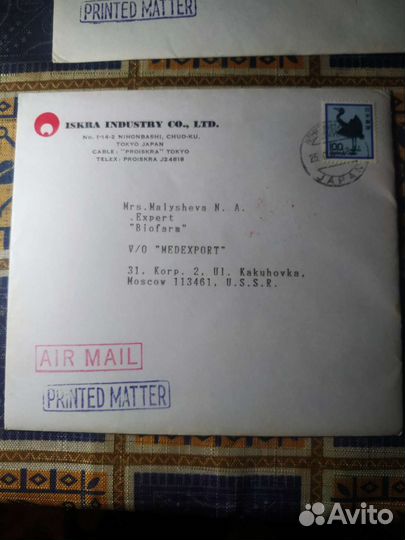 PRINTED MATTER
ISKRA INDUSTRY CO., LTD.
No. 1-14-2 NIHONBASHI, CHUO-KU,
TOKYO JAPAN
CABLE: "PROISKRA" TOKYO
TELEX: PROISKRA J24818
100
JAPAN
Mrs.Malysheva N. A.
.Expert
"Biofarm"
V/O "MEDEXPORT"
31. Korp. 2, Ul. Kakuhovka,
Moscow 113461, U.S.S.R.
AIR MAIL
PRINTED MATTER
Avito